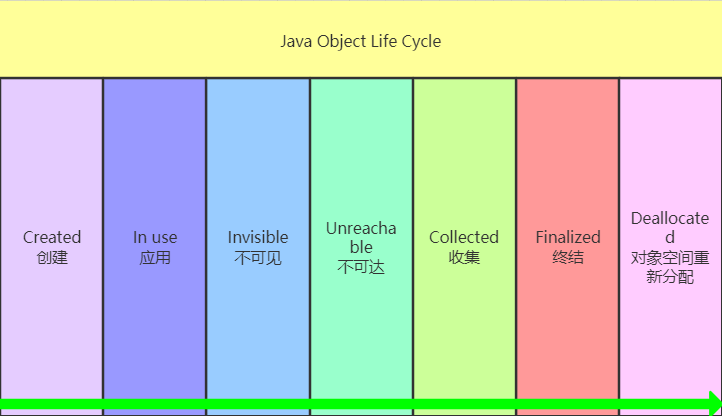 Java Object Life Cycle
Created
创建
In use
应用
Invisible
不可见
Unreacha
ble
不可达
Collected
收集
Finalized
终结
Deallocate
d
对象空间重
新分配